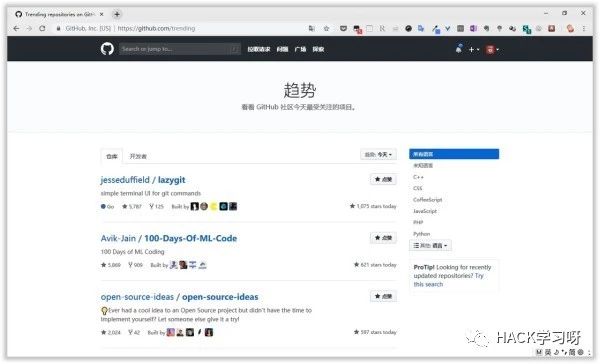 Trending repositories on GitH
GitHub, Inc. [US] https://github.com/trending
Search or jump to...
拉取请求 问题 广场 探索
趋势
看看 GitHub 社区今天最受关注的项目。
仓库 开发者
趋势: 今天
jesseduffield / lazygit
点赞
simple terminal UI for git commands
Go 5,787 125 Built by
1,075 stars today
Avik-Jain / 100-Days-Of-ML-Code
点赞
100 Days of ML Coding
5,869 909 Built by
621 stars today
open-source-ideas / open-source-ideas
点赞
Ever had a cool idea to an Open Source project but didn't have the time to
implement yourself? Let someone else give it a try!
2,024 42 Built by
597 stars today
所有语言
未知语言
C++
CSS
CoffeeScript
JavaScript
PHP
Python
其他: 语言
ProTip! Looking for recently
updated repositories? Try
this search
HACK学习呀
M 英 简